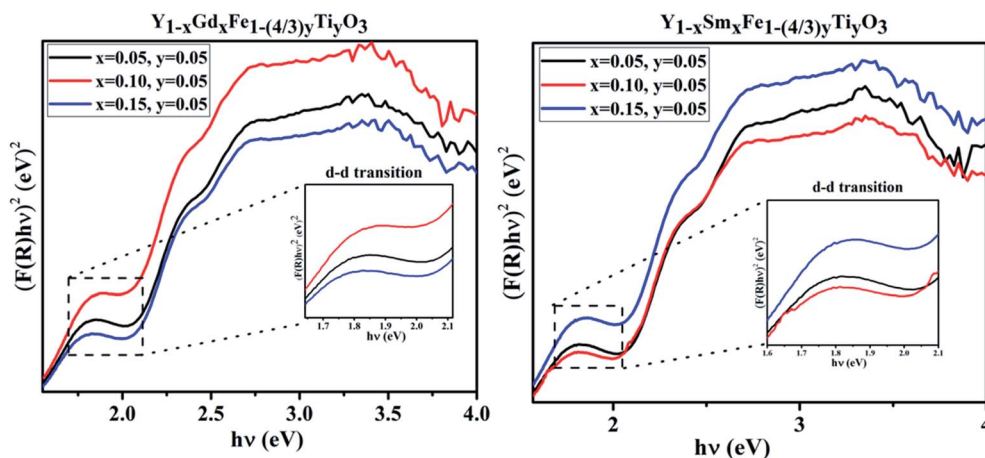 Y1-xGdxFe1-(4/3)yTiyO3
x=0.05, y=0.05
x=0.10, y=0.05
x=0.15, y=0.05
(F(R)hν)2 (eV)2
d-d transition
(F(R)hν)2 (eV)2
1.7 1.8 1.9 2.0 2.1
hν (eV)
2.0 2.5 3.0 3.5 4.0
hν (eV)
Y1-xSmxFe1-(4/3)yTiyO3
x=0.05, y=0.05
x=0.10, y=0.05
x=0.15, y=0.05
(F(R)hν)2 (eV)2
d-d transition
(F(R)hν)2 (eV)2
1.6 1.7 1.8 1.9 2.0 2.1
hν (eV)
2 3 4
hν (eV)